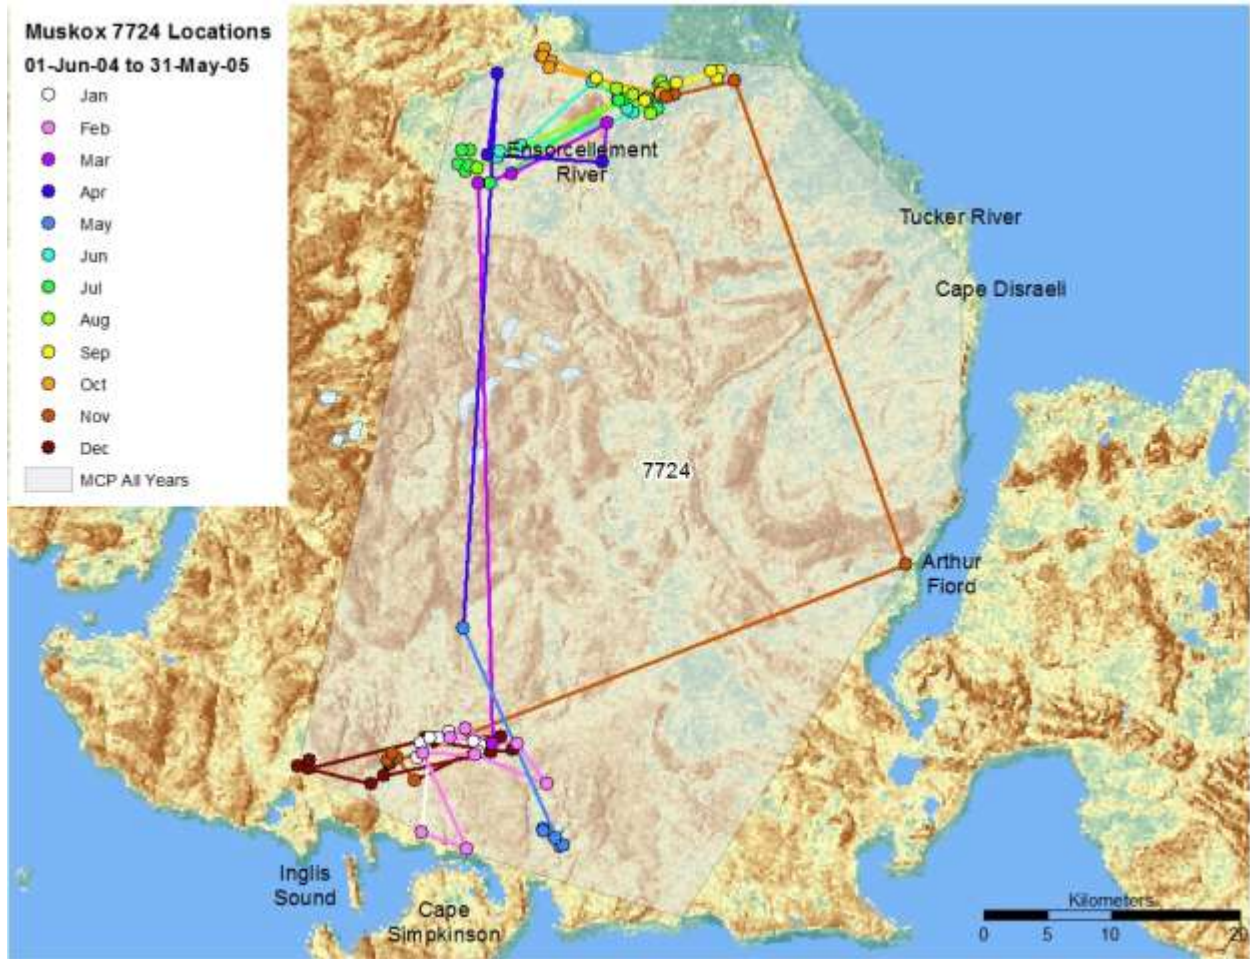 Muskox 7724 Locations
01-Jun-04 to 31-May-05
Jan
Feb
Mar
Apr
May
Jun
Jul
Aug
Sep
Oct
Nov
Dec
MCP All Years
Ensorcellement
River
Tucker River
Cape Disraeli
7724
Arthur
Fiord
Inglis
Sound
Cape
Simpkinson
Kilometers
0 5 10 20